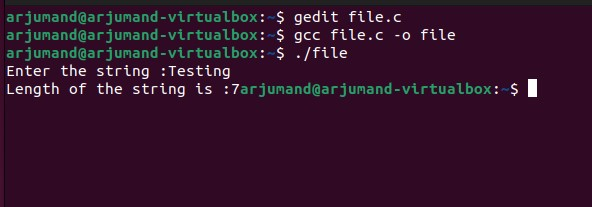 arjumand@arjumand-virtualbox:~$ gedit file.c
arjumand@arjumand-virtualbox:~$ gcc file.c -o file
arjumand@arjumand-virtualbox:~$ ./file
Enter the string :Testing
Length of the string is :7arjumand@arjumand-virtualbox:~$